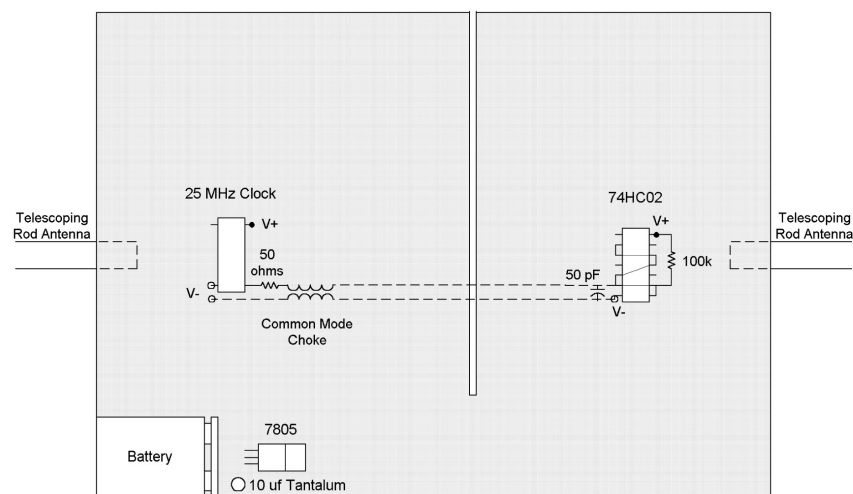 25 MHz Clock
74HC02
Telescoping
Rod Antenna
V+
V+
Telescoping
Rod Antenna
50
ohms
100k
50 pF
V-
V-
Common Mode
Choke
7805
Battery
10 uf Tantalum